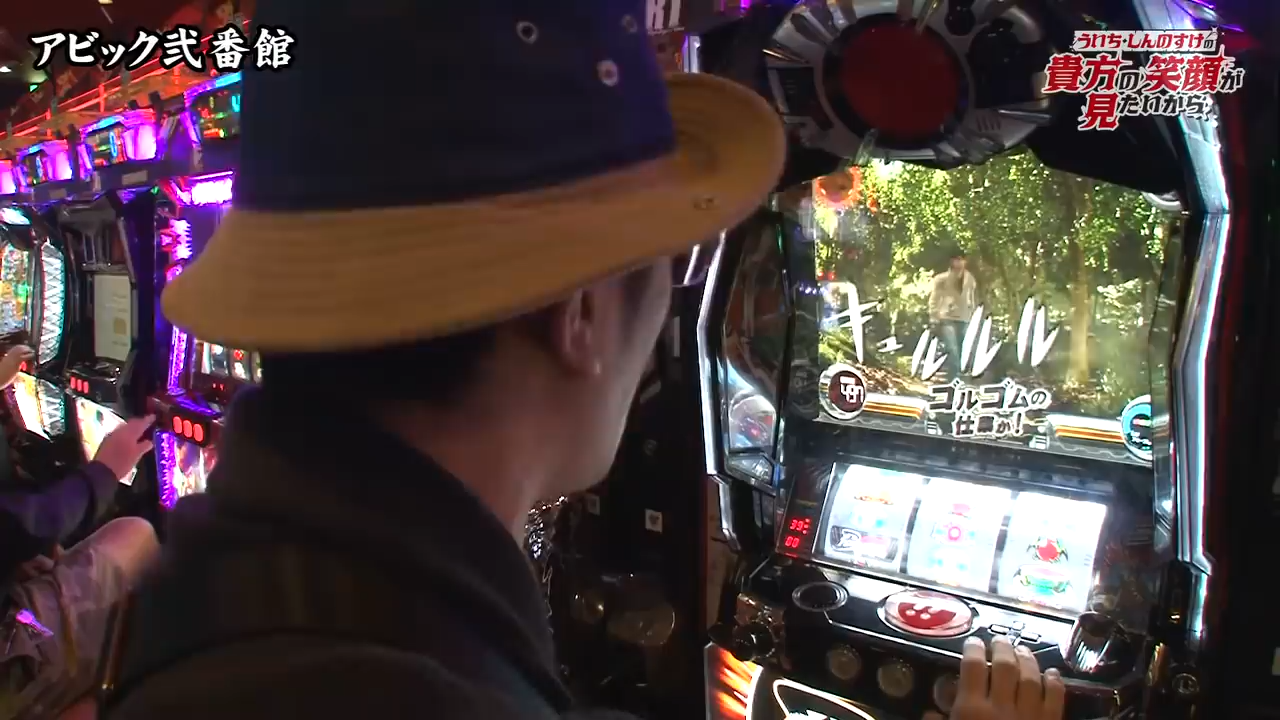 アビック弐番館
ういち・しんのすけの
貴方の笑顔が
見たいから。
キュルルル
ゴルゴムの
仕業か!